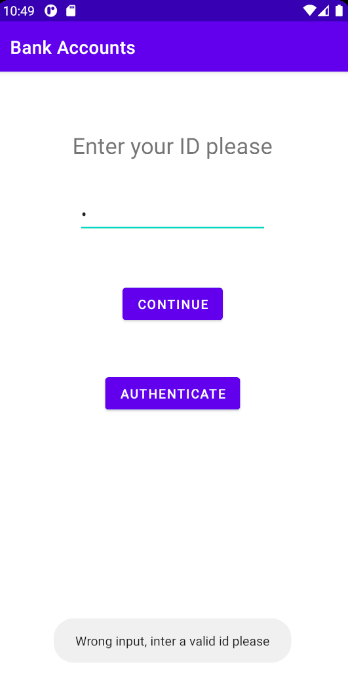 10:49
Bank Accounts
Enter your ID please
•
CONTINUE
AUTHENTICATE
Wrong input, inter a valid id please